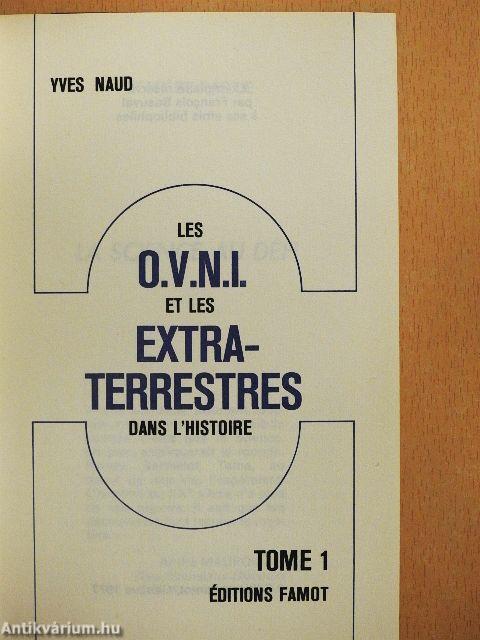 YVES NAUD
LES
O.V.N.I.
ET LES
EXTRA-
TERRESTRES
DANS L'HISTOIRE
TOME 1
ÉDITIONS FAMOT
Antikvárium.hu